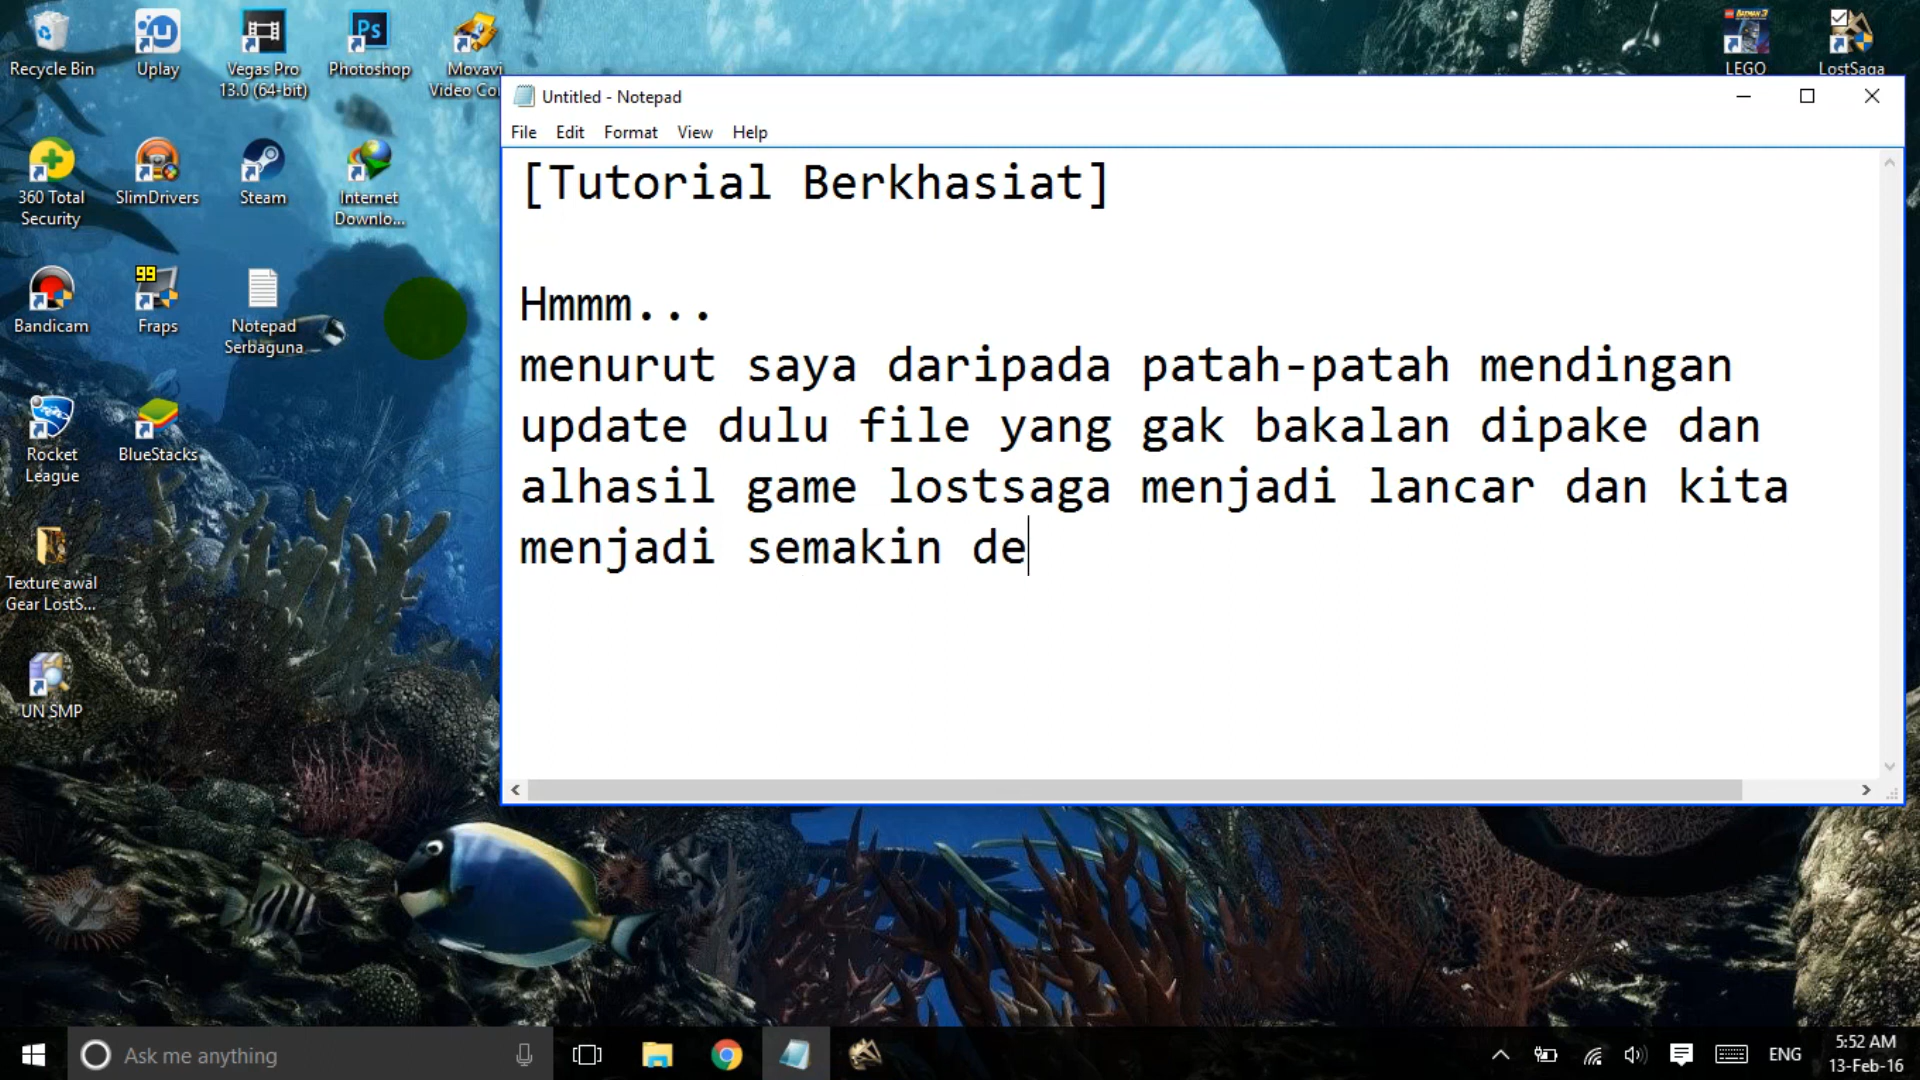 Recycle Bin
Uplay
Vegas Pro
13.0 (64-bit)
Photoshop
Movavi
Video Co
LEGO
LostSaga
360 Total
Security
SlimDrivers
Steam
Internet
Downlo...
Bandicam
99
Fraps
Notepad
Serbaguna
Rocket
League
BlueStacks
Texture awal
Gear LostS...
UN SMP
Untitled - Notepad
File Edit Format View Help
[Tutorial Berkhasiat]
Hmmm...
menurut saya daripada patah-patah mendingan
update dulu file yang gak bakalan dipake dan
alhasil game lostsaga menjadi lancar dan kita
menjadi semakin de
Ask me anything
ENG
5:52 AM
13-Feb-16